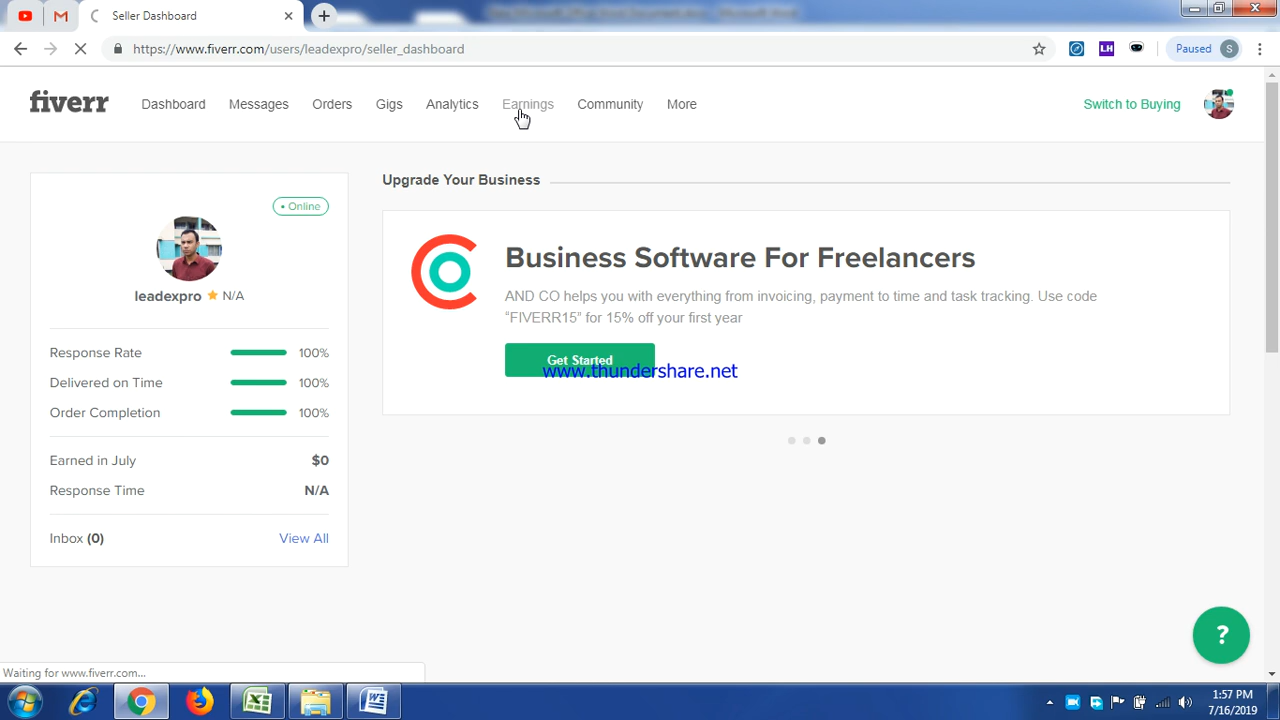 Seller Dashboard
https://www.fiverr.com/users/leadexpro/seller_dashboard
LH
Paused S
fiverr
Dashboard Messages Orders Gigs Analytics Earnings Community More
Switch to Buying
• Online
leadexpro N/A
Response Rate 100%
Delivered on Time 100%
Order Completion 100%
Earned in July $0
Response Time N/A
Inbox (0) View All
Upgrade Your Business
Business Software For Freelancers
AND CO helps you with everything from invoicing, payment to time and task tracking. Use code
“FIVERR15” for 15% off your first year
Get Started
www.thundershare.net
?
Waiting for www.fiverr.com...
1:57 PM
7/16/2019